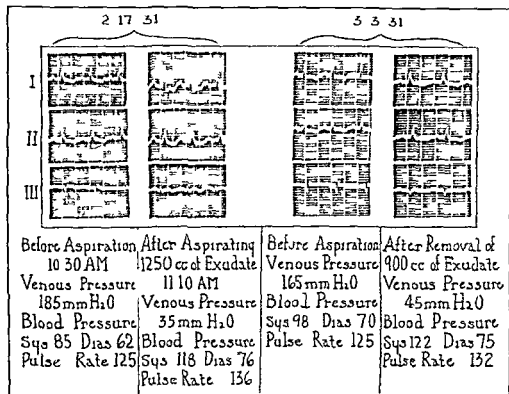 2 17 31
3 3 31
I
II
III
Before Aspiration
10 30 AM
Venous Pressure
185 mm H2O
Blood Pressure
Sys 85 Dias 62
Pulse Rate 125
After Aspirating
1250 cc of Exudate
11 10 AM
Venous Pressure
35 mm H2O
Blood Pressure
Sys 118 Dias 76
Pulse Rate 136
Before Aspiration
Venous Pressure
165 mm H2O
Blood Pressure
Sys 98 Dias 70
Pulse Rate 125
After Removal of
900 cc of Exudate
Venous Pressure
45 mm H2O
Blood Pressure
Sys 122 Dias 75
Pulse Rate 132